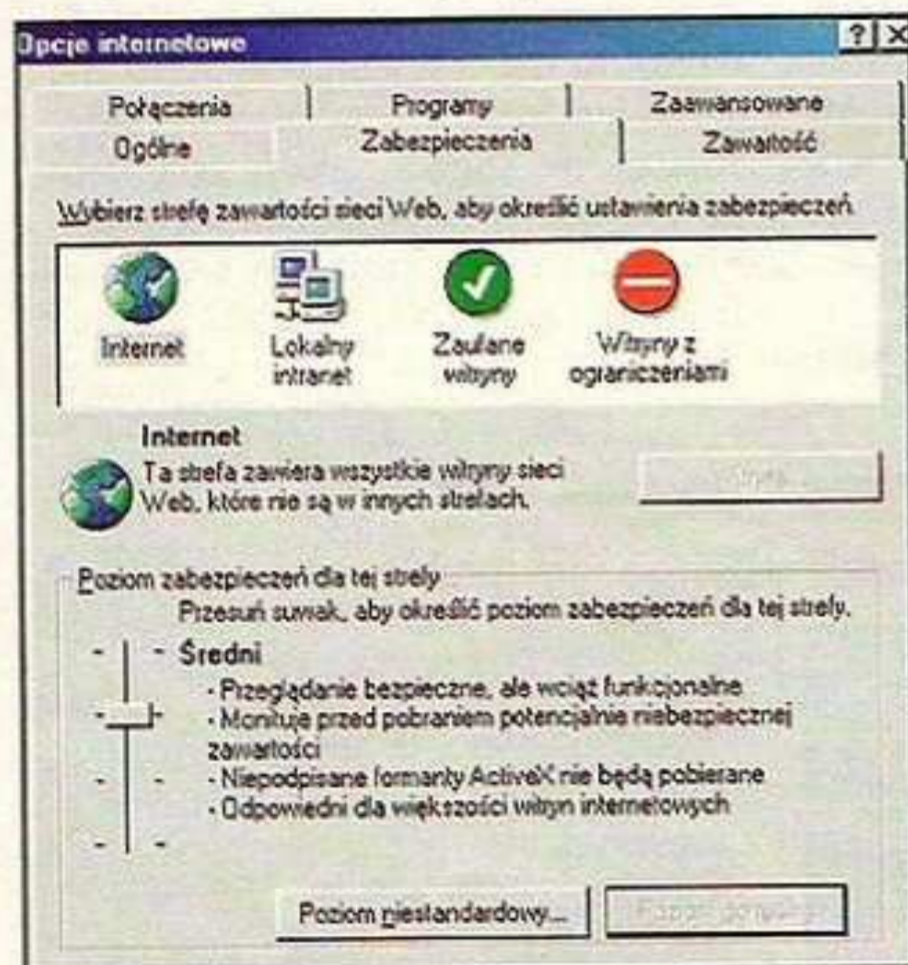 Opcje internetowe
Połączenia Programy Zaawansowane
Ogólne Zabezpieczenia Zawartość
Wybierz strefę zawartości sieci Web, aby określić ustawienia zabezpieczeń.
Internet Lokalny intranet Zaufane witryny Witryny z ograniczeniami
Internet
Ta strefa zawiera wszystkie witryny sieci
Web, które nie są w innych strefach.
Poziom zabezpieczeń dla tej strefy
Przesuń suwak, aby określić poziom zabezpieczeń dla tej strefy.
Średni
- Przeglądanie bezpieczne, ale wciąż funkcjonalne
- Monituje przed pobraniem potencjalnie niebezpiecznej
zawartości
- Niepodpisane formanty ActiveX nie będą pobierane
- Odpowiedni dla większości witryn internetowych
Poziom niestandardowy...